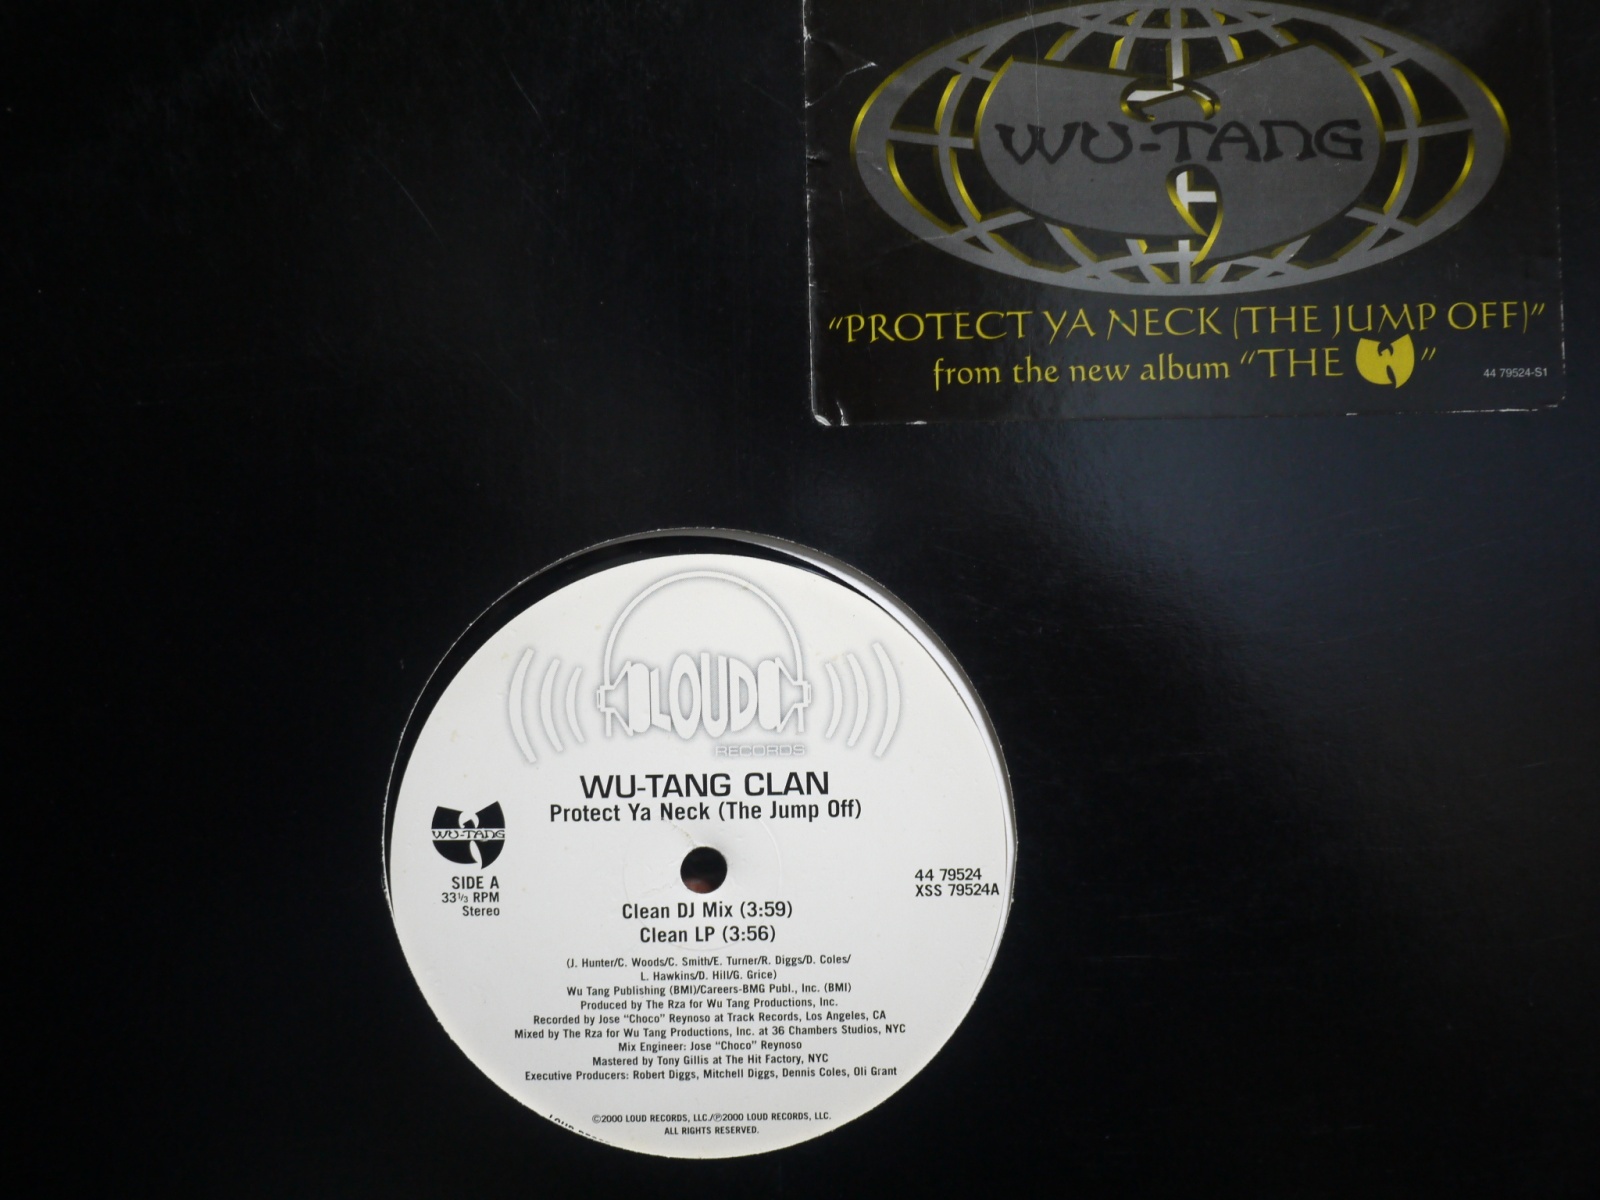 WU-TANG
"PROTECT YA NECK (THE JUMP OFF)"
from the new album "THE W"
44 79524-S1
LOUD
RECORDS
WU-TANG CLAN
Protect Ya Neck (The Jump Off)
WU-TANG
SIDE A
33⅓ RPM
Stereo
44 79524
XSS 79524A
Clean DJ Mix (3:59)
Clean LP (3:56)
(J. Hunter/C. Woods/C. Smith/E. Turner/R. Diggs/D. Coles/
L. Hawkins/D. Hill/G. Grice)
Wu Tang Publishing (BMI)/Careers-BMG Publ., Inc. (BMI)
Produced by The Rza for Wu Tang Productions, Inc.
Recorded by Jose "Choco" Reynoso at Track Records, Los Angeles, CA
Mixed by The Rza for Wu Tang Productions, Inc. at 36 Chambers Studios, NYC
Mix Engineer: Jose "Choco" Reynoso
Mastered by Tony Gillis at The Hit Factory, NYC
Executive Producers: Robert Diggs, Mitchell Diggs, Dennis Coles, Oli Grant
©2000 LOUD RECORDS, LLC./℗2000 LOUD RECORDS, LLC.
ALL RIGHTS RESERVED.